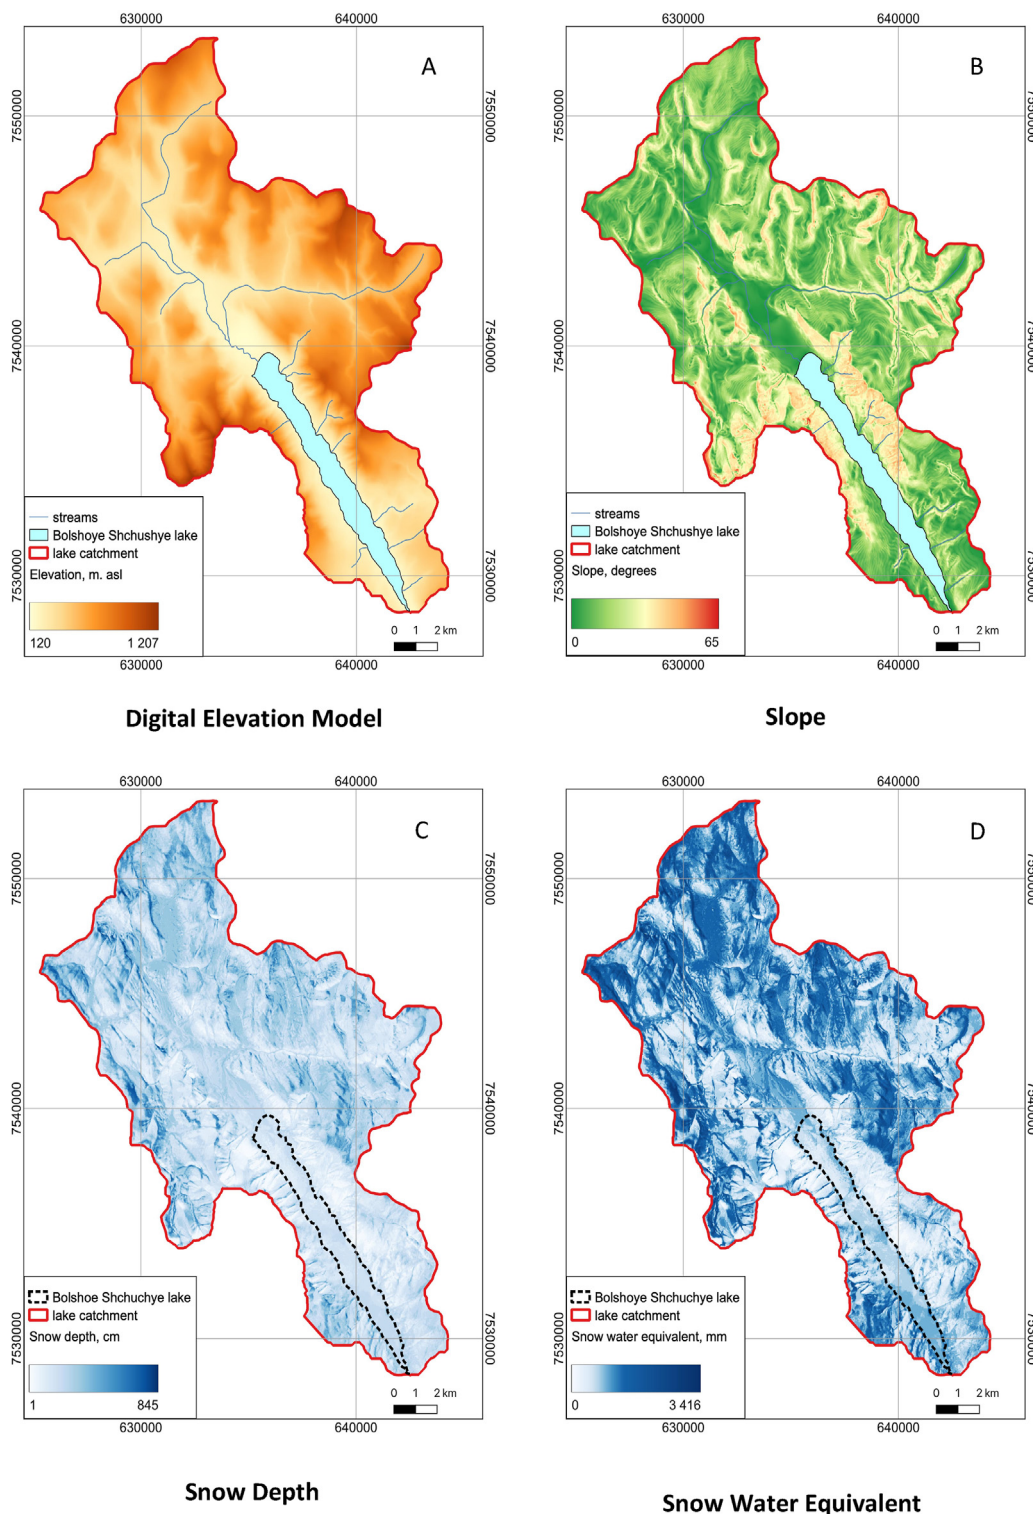 630000 640000
630000 640000
A
B
7550000
7550000
7550000
7540000
7540000
7540000
7530000
7530000
7530000
streams
Bolshoye Shchushye lake
lake catchment
Elevation, m. asl
120 1 207
0 1 2 km
630000 640000
streams
Bolshoye Shchushye lake
lake catchment
Slope, degrees
0 65
0 1 2 km
630000 640000
Digital Elevation Model
Slope
630000 640000
630000 640000
C
D
7550000
7550000
7550000
7540000
7540000
7540000
7530000
7530000
7530000
Bolshoe Shchuchye lake
lake catchment
Snow depth, cm
1 845
0 1 2 km
630000 640000
Bolshoe Shchuchye lake
lake catchment
Snow water equivalent, mm
0 3 416
0 1 2 km
630000 640000
Snow Depth
Snow Water Equivalent